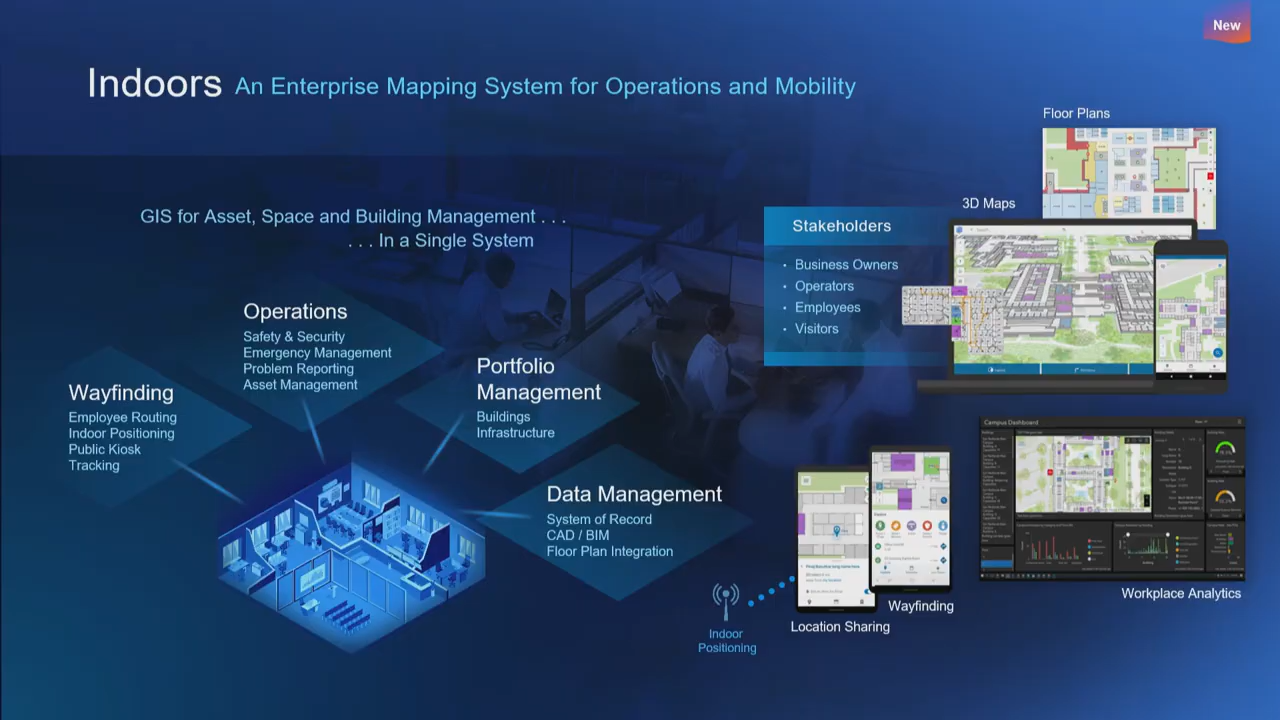 New
Indoors An Enterprise Mapping System for Operations and Mobility
GIS for Asset, Space and Building Management . . .
. . . In a Single System
Wayfinding
Employee Routing
Indoor Positioning
Public Kiosk
Tracking
Operations
Safety & Security
Emergency Management
Problem Reporting
Asset Management
Portfolio
Management
Buildings
Infrastructure
Data Management
System of Record
CAD / BIM
Floor Plan Integration
Stakeholders
· Business Owners
· Operators
· Employees
· Visitors
Floor Plans
3D Maps
Campus Dashboard
Indoor
Positioning
Location Sharing
Wayfinding
Workplace Analytics